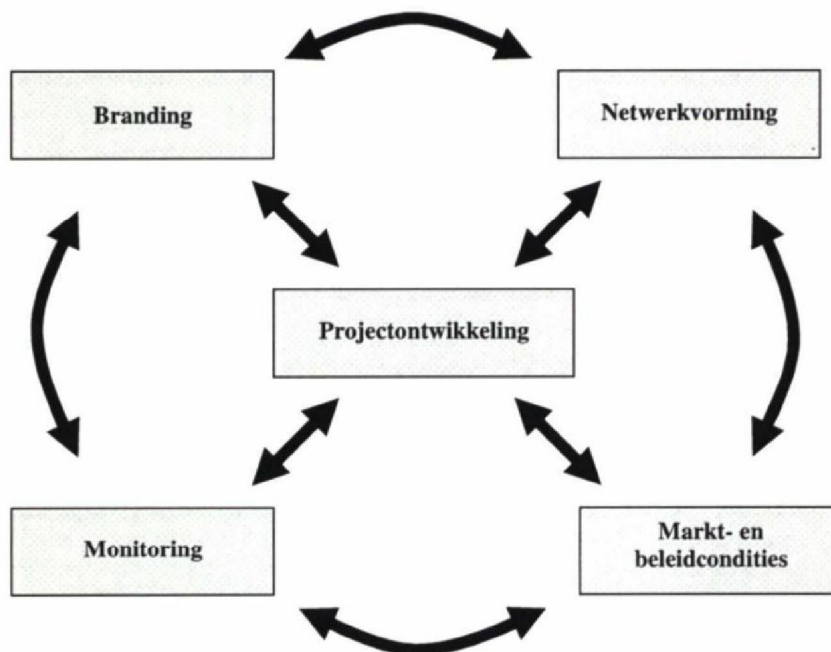 Branding
Netwerkvorming
Projectontwikkeling
Monitoring
Markt- en
beleidcondities